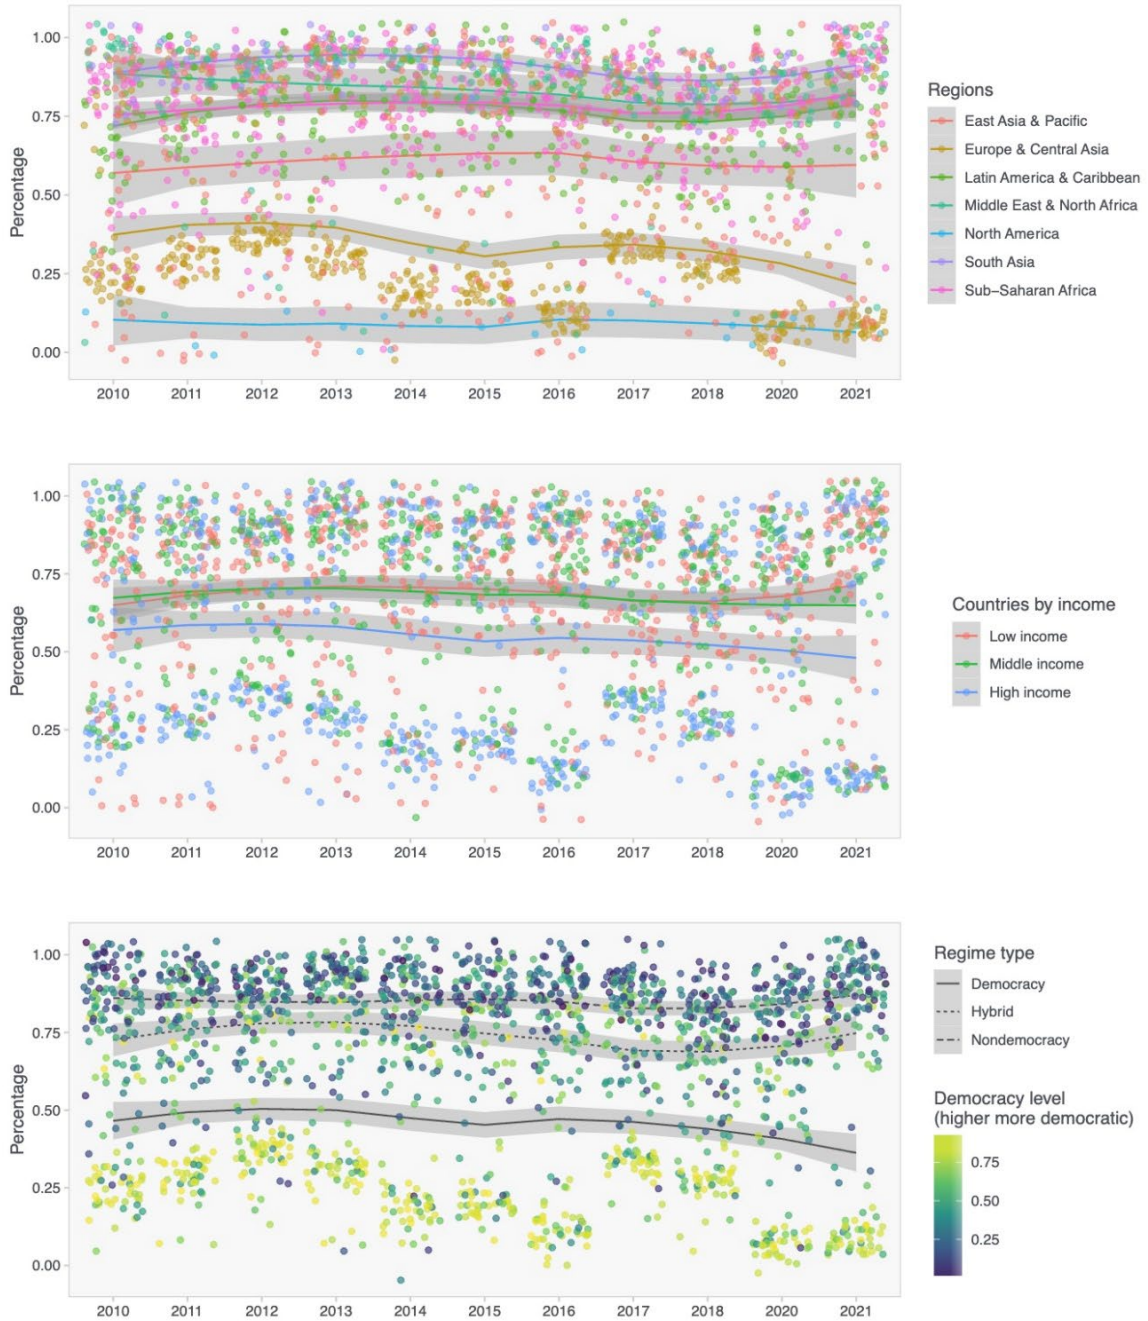 1.00
0.75
0.50
0.25
0.00
Percentage
2010 2011 2012 2013 2014 2015 2016 2017 2018 2020 2021
Regions
East Asia & Pacific
Europe & Central Asia
Latin America & Caribbean
Middle East & North Africa
North America
South Asia
Sub–Saharan Africa
1.00
0.75
0.50
0.25
0.00
Percentage
2010 2011 2012 2013 2014 2015 2016 2017 2018 2020 2021
Countries by income
Low income
Middle income
High income
1.00
0.75
0.50
0.25
0.00
Percentage
2010 2011 2012 2013 2014 2015 2016 2017 2018 2020 2021
Regime type
Democracy
Hybrid
Nondemocracy
Democracy level
(higher more democratic)
0.75
0.50
0.25